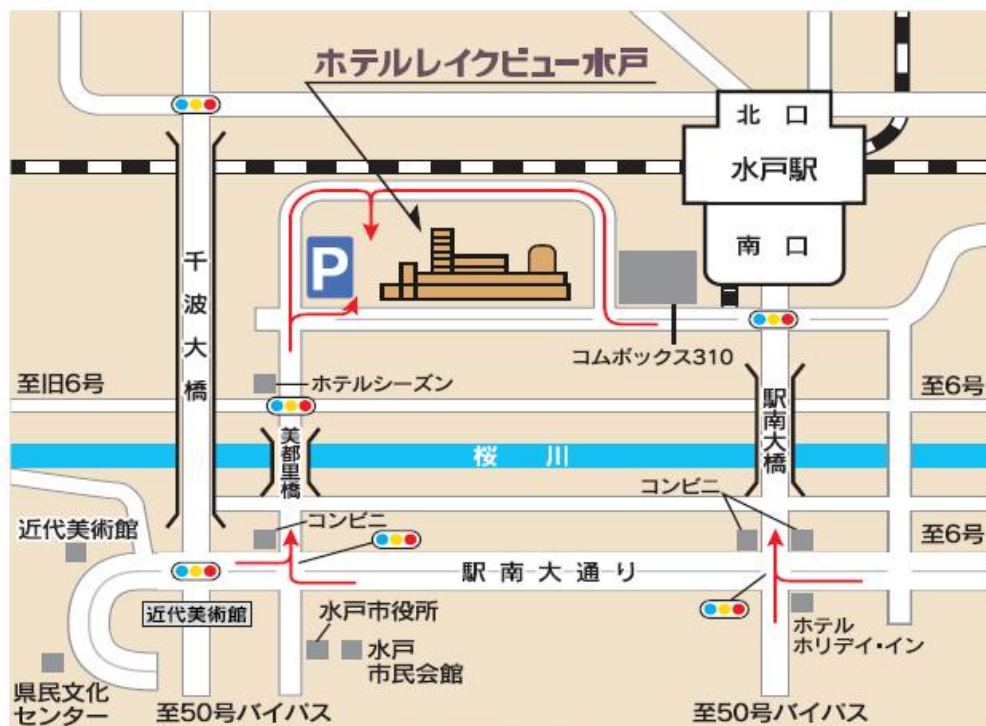 ホテルレイクビュー水戸
北口
水戸駅
南口
P
千波大橋
コムボックス310
至旧6号
ホテルシーズン
至6号
美都里橋
駅南大橋
桜川
コンビニ
近代美術館
コンビニ
至6号
駅南大通り
近代美術館
水戸市役所
水戸
市民会館
ホテル
ホリデイ・イン
県民文化
センター
至50号バイパス
至50号バイパス